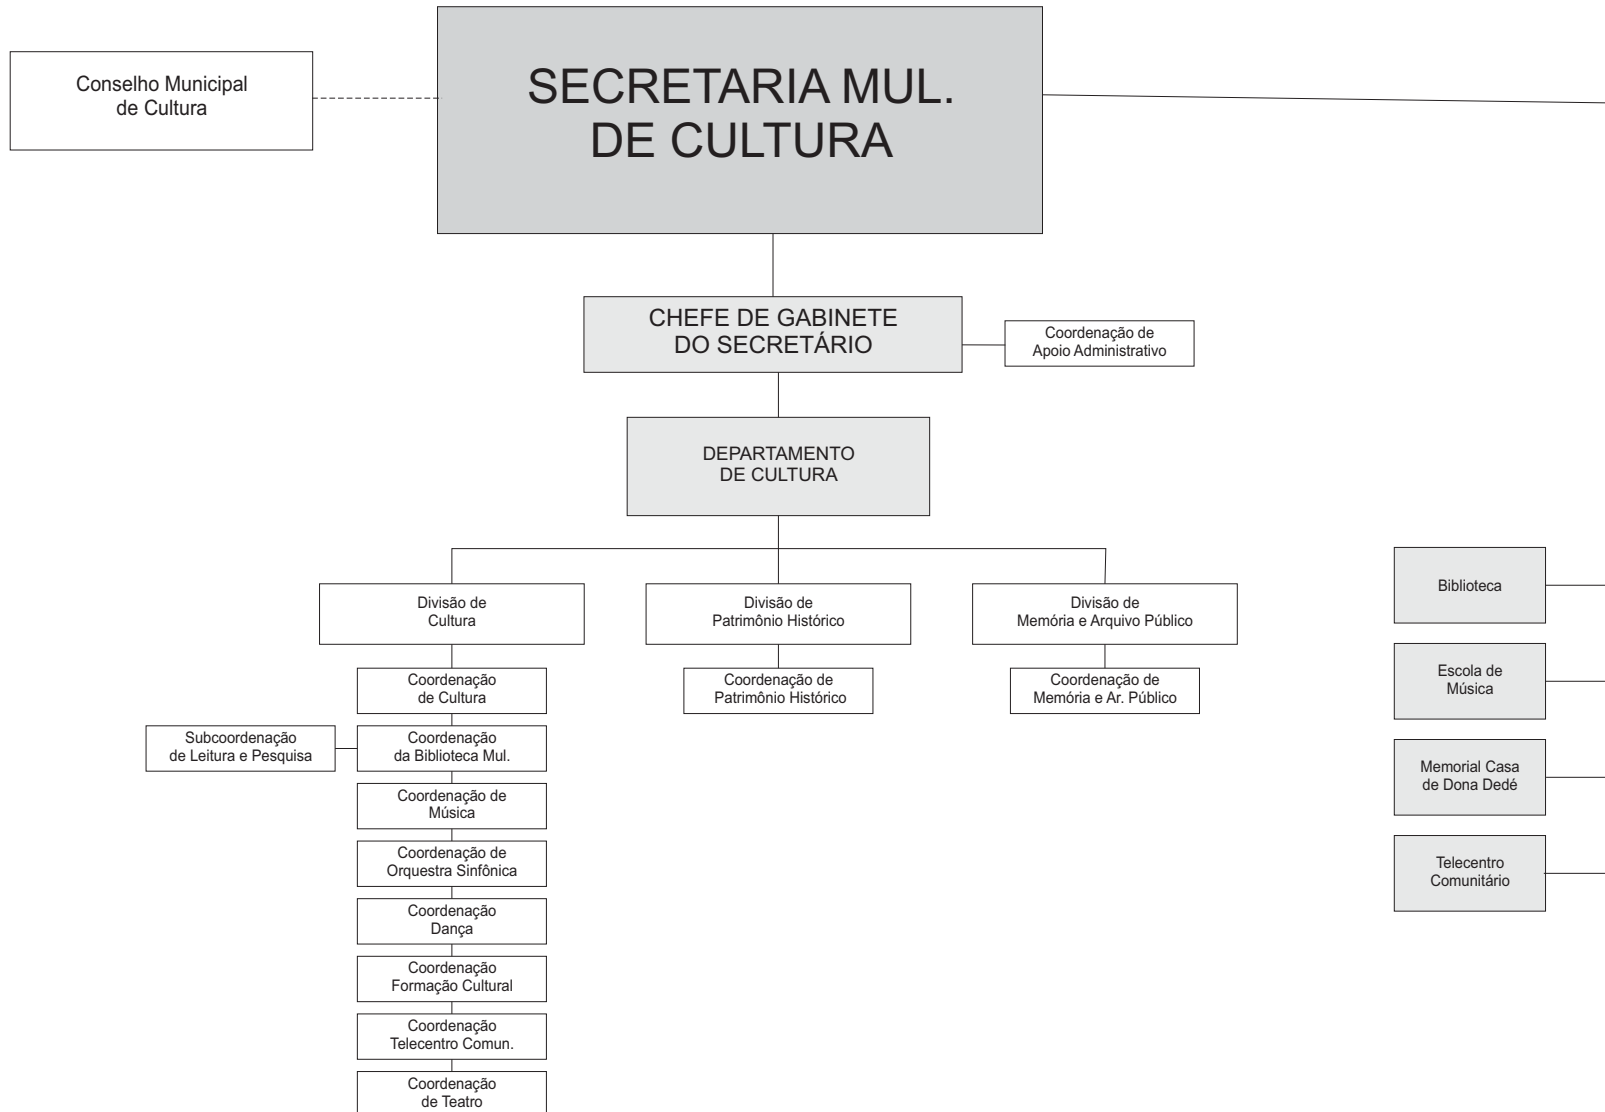 Conselho Municipal
de Cultura
SECRETARIA MUL.
DE CULTURA
CHEFE DE GABINETE
DO SECRETÁRIO
Coordenação de
Apoio Administrativo
DEPARTAMENTO
DE CULTURA
Divisão de
Cultura
Divisão de
Patrimônio Histórico
Divisão de
Memória e Arquivo Público
Coordenação
de Cultura
Coordenação de
Patrimônio Histórico
Coordenação de
Memória e Ar. Público
Subcoordenação
de Leitura e Pesquisa
Coordenação
da Biblioteca Mul.
Coordenação de
Música
Coordenação de
Orquestra Sinfônica
Coordenação
Dança
Coordenação
Formação Cultural
Coordenação
Telecentro Comun.
Coordenação
de Teatro
Biblioteca
Escola de
Música
Memorial Casa
de Dona Dedé
Telecentro
Comunitário